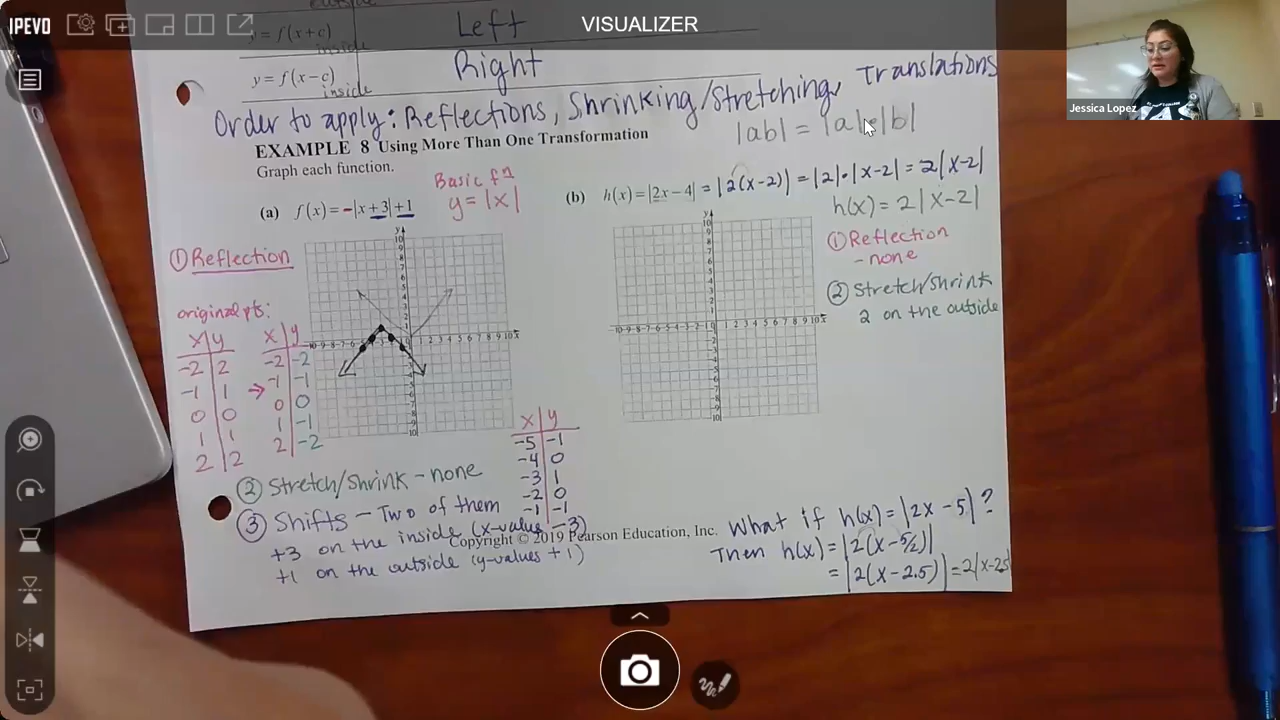 IPEVO
VISUALIZER
Jessica Lopez
y = f(x+c)
inside
Left
y = f(x−c)
inside
Right
Order to apply: Reflections, Shrinking/Stretching, Translations
|ab| = |a|•|b|
EXAMPLE 8 Using More Than One Transformation
Graph each function.
(a) f(x) = −|x + 3| + 1
Basic fn
y = |x|
(b) h(x) = |2x − 4| = |2(x−2)| = |2|•|x−2| = 2|x−2|
h(x) = 2|x−2|
① Reflection
original pts:
x y
−2 2
−1 1
0 0
1 1
2 2
→
x y
−2 −2
−1 −1
0 0
1 −1
2 −2
① Reflection
- none
② Stretch/Shrink
2 on the outside
x y
−5 −1
−4 0
−3 1
−2 0
−1 −1
② Stretch/Shrink - none
③ Shifts - Two of them
+3 on the inside (x-value −3)
+1 on the outside (y-values +1)
Copyright © 2019 Pearson Education, Inc.
What if h(x) = |2x − 5| ?
Then h(x) = |2(x − 5/2)|
= |2(x − 2.5)| = 2|x−2.5|